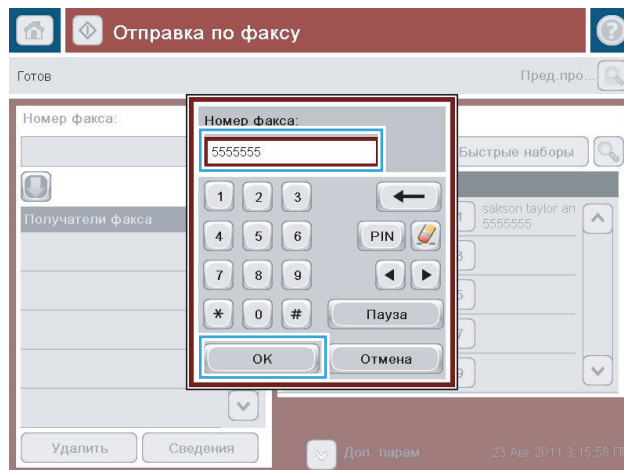 Отправка по факсу
Готов
Пред.про...
Номер факса:
Номер факса:
5555555
Быстрые наборы
Получатели факса
sakson taylor an
5555555
1 2 3
4 5 6 PIN
7 8 9
* 0 # Пауза
OK Отмена
Удалить Сведения
Доп. парам.
23 Авг 2011 3:15:58 П